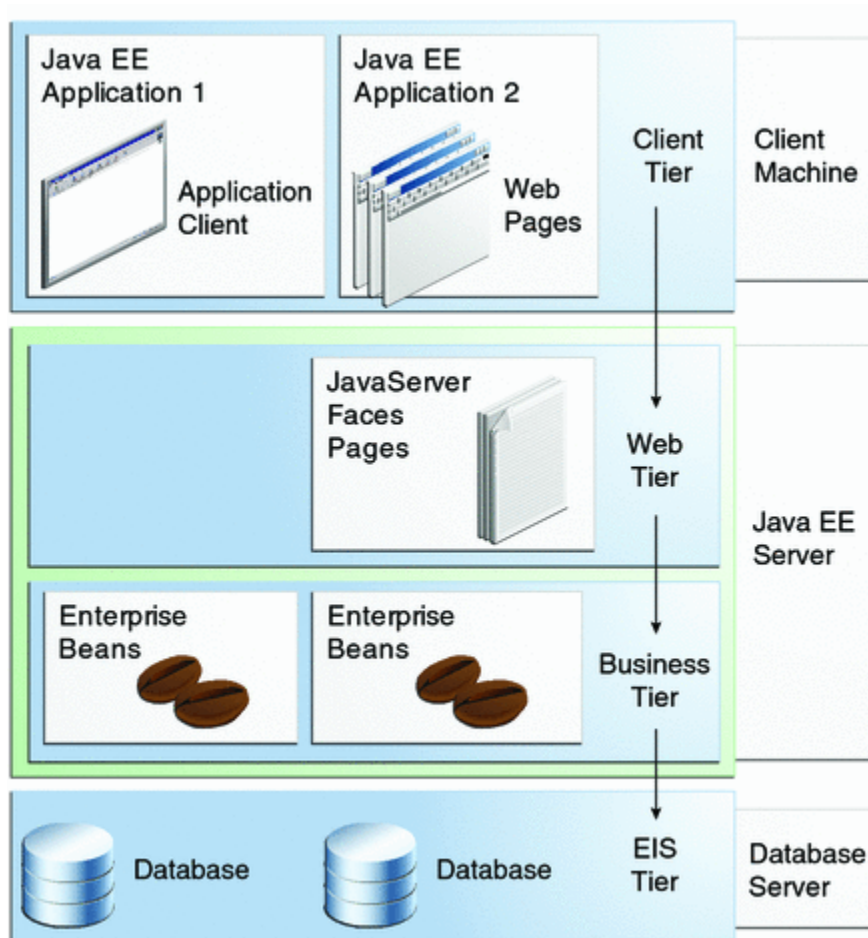 Java EE
Application 1
Application
Client
Java EE
Application 2
Web
Pages
Client
Tier
Client
Machine
JavaServer
Faces
Pages
Web
Tier
Java EE
Server
Enterprise
Beans
Enterprise
Beans
Business
Tier
Database
Database
EIS
Tier
Database
Server